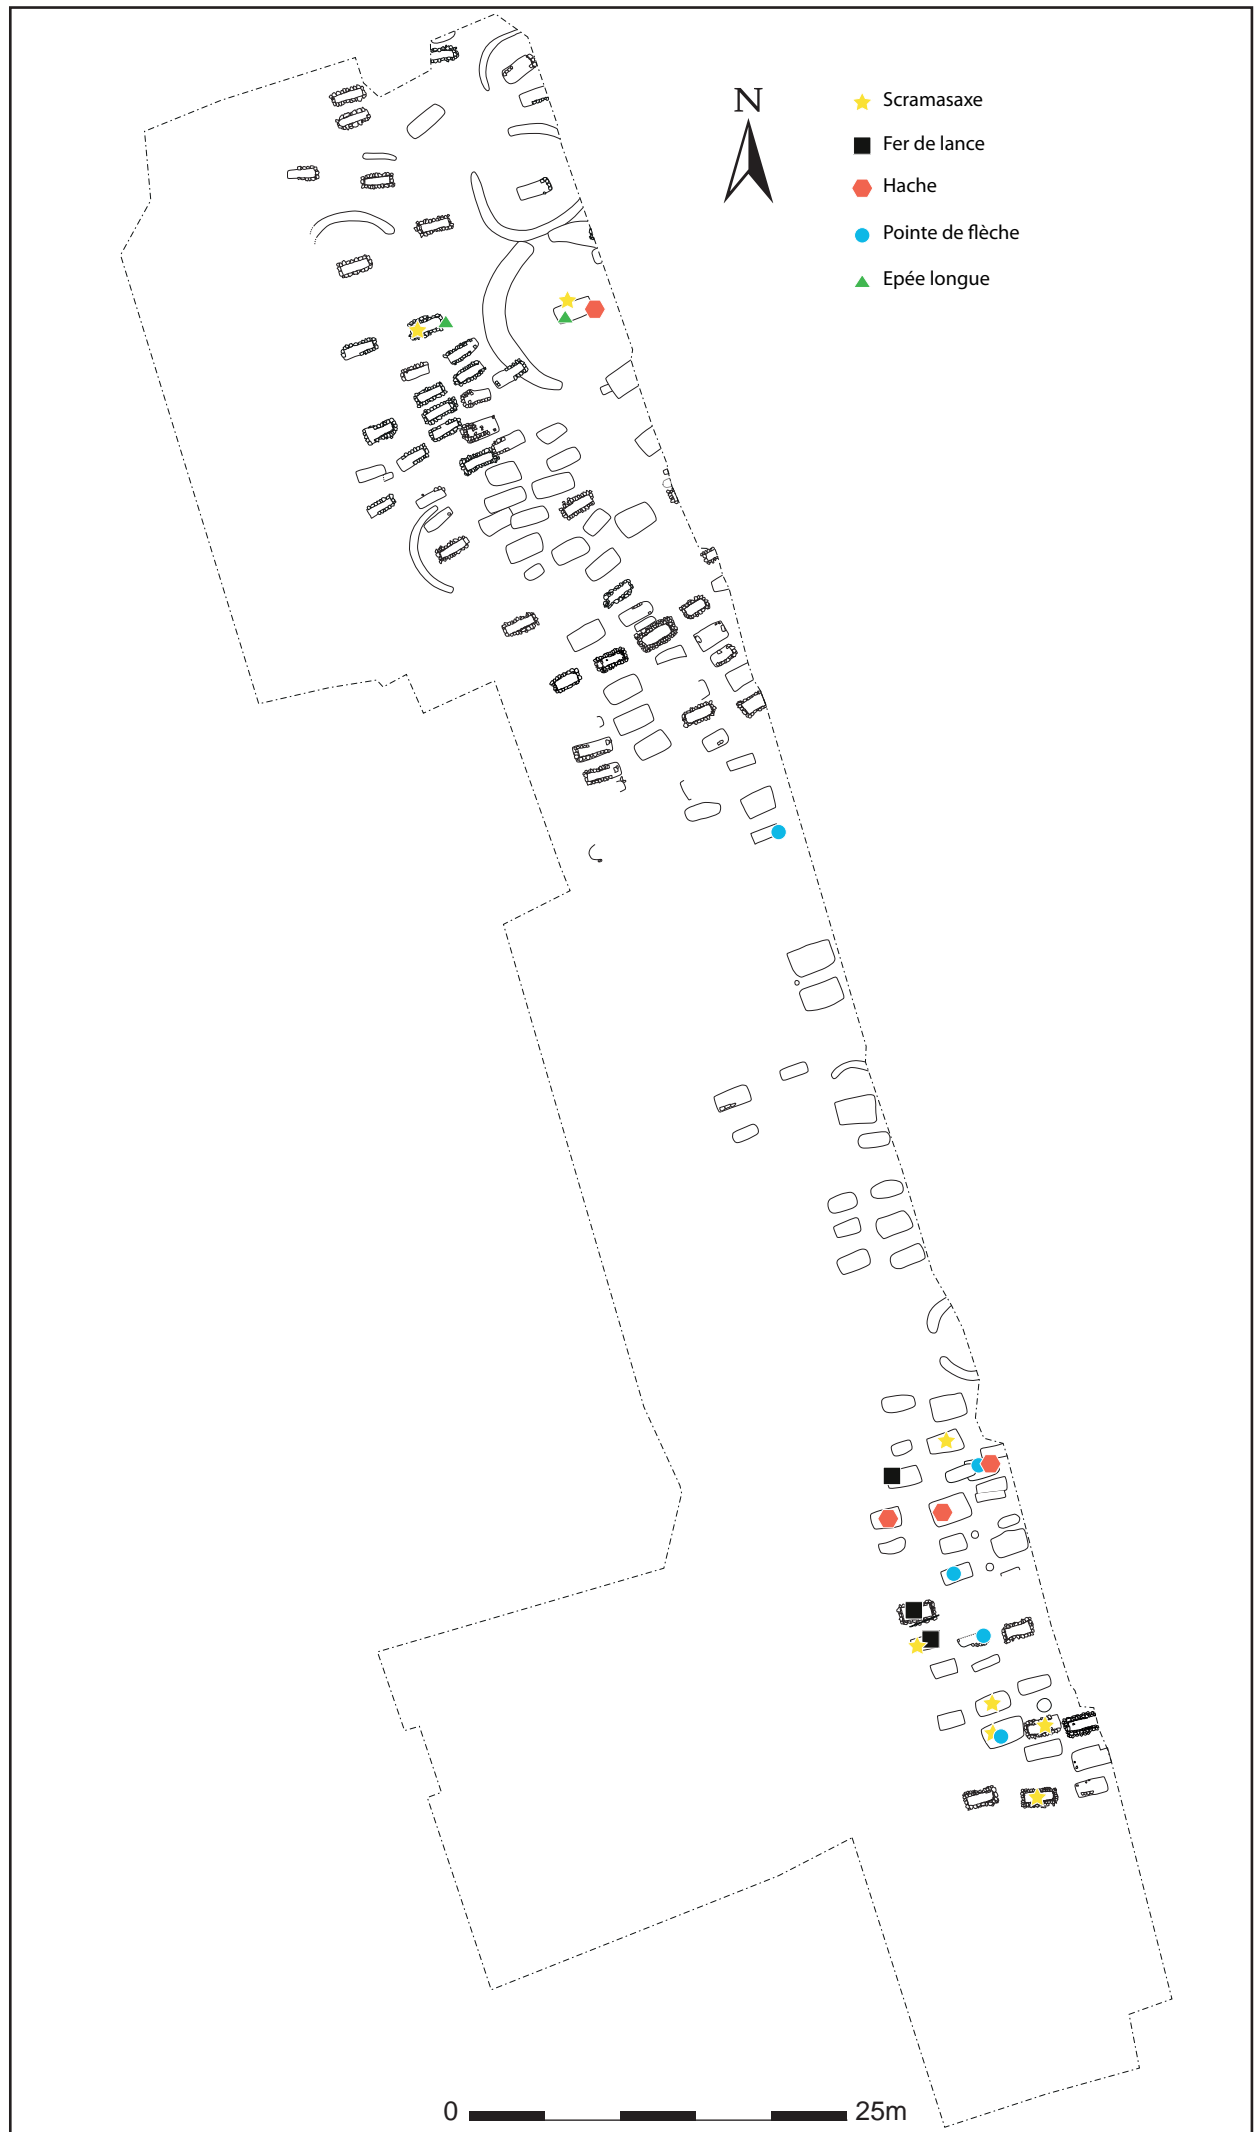 N
Scramasaxe
Fer de lance
Hache
Pointe de flèche
Epée longue
0 25m